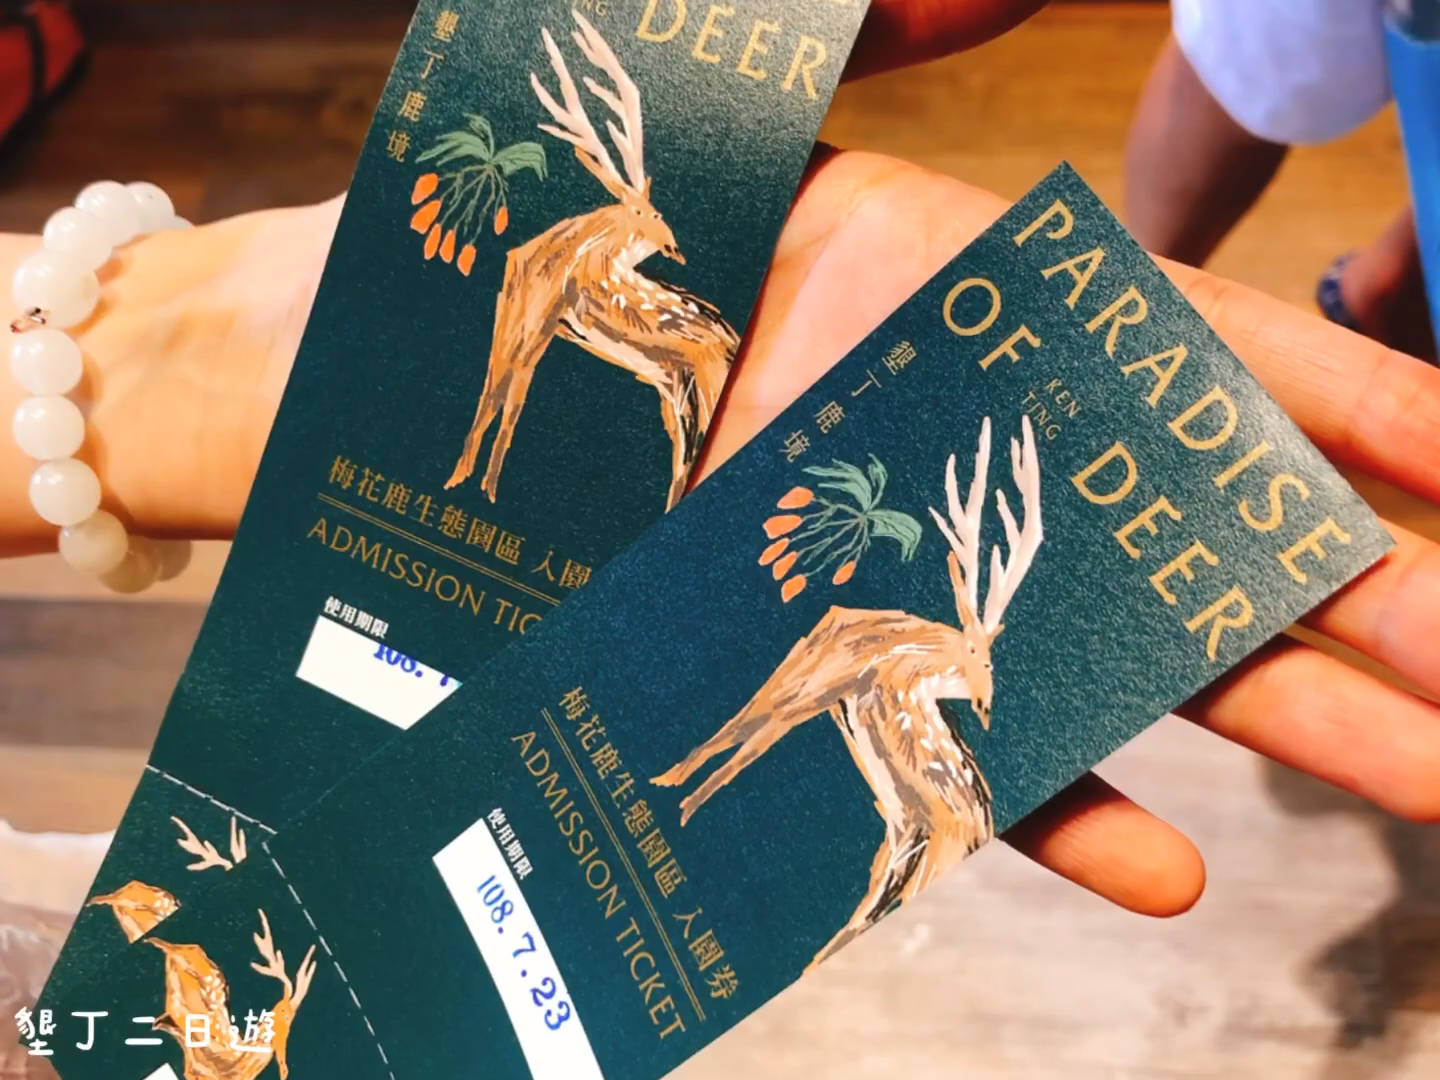 DEER
墾丁鹿境
梅花鹿生態園區 入園
ADMISSION TIC
使用期限
108. 7
PARADISE
OF
KEN
TING
DEER
墾丁鹿境
梅花鹿生態園區 入園券
ADMISSION TICKET
使用期限
108. 7. 23
墾丁二日遊